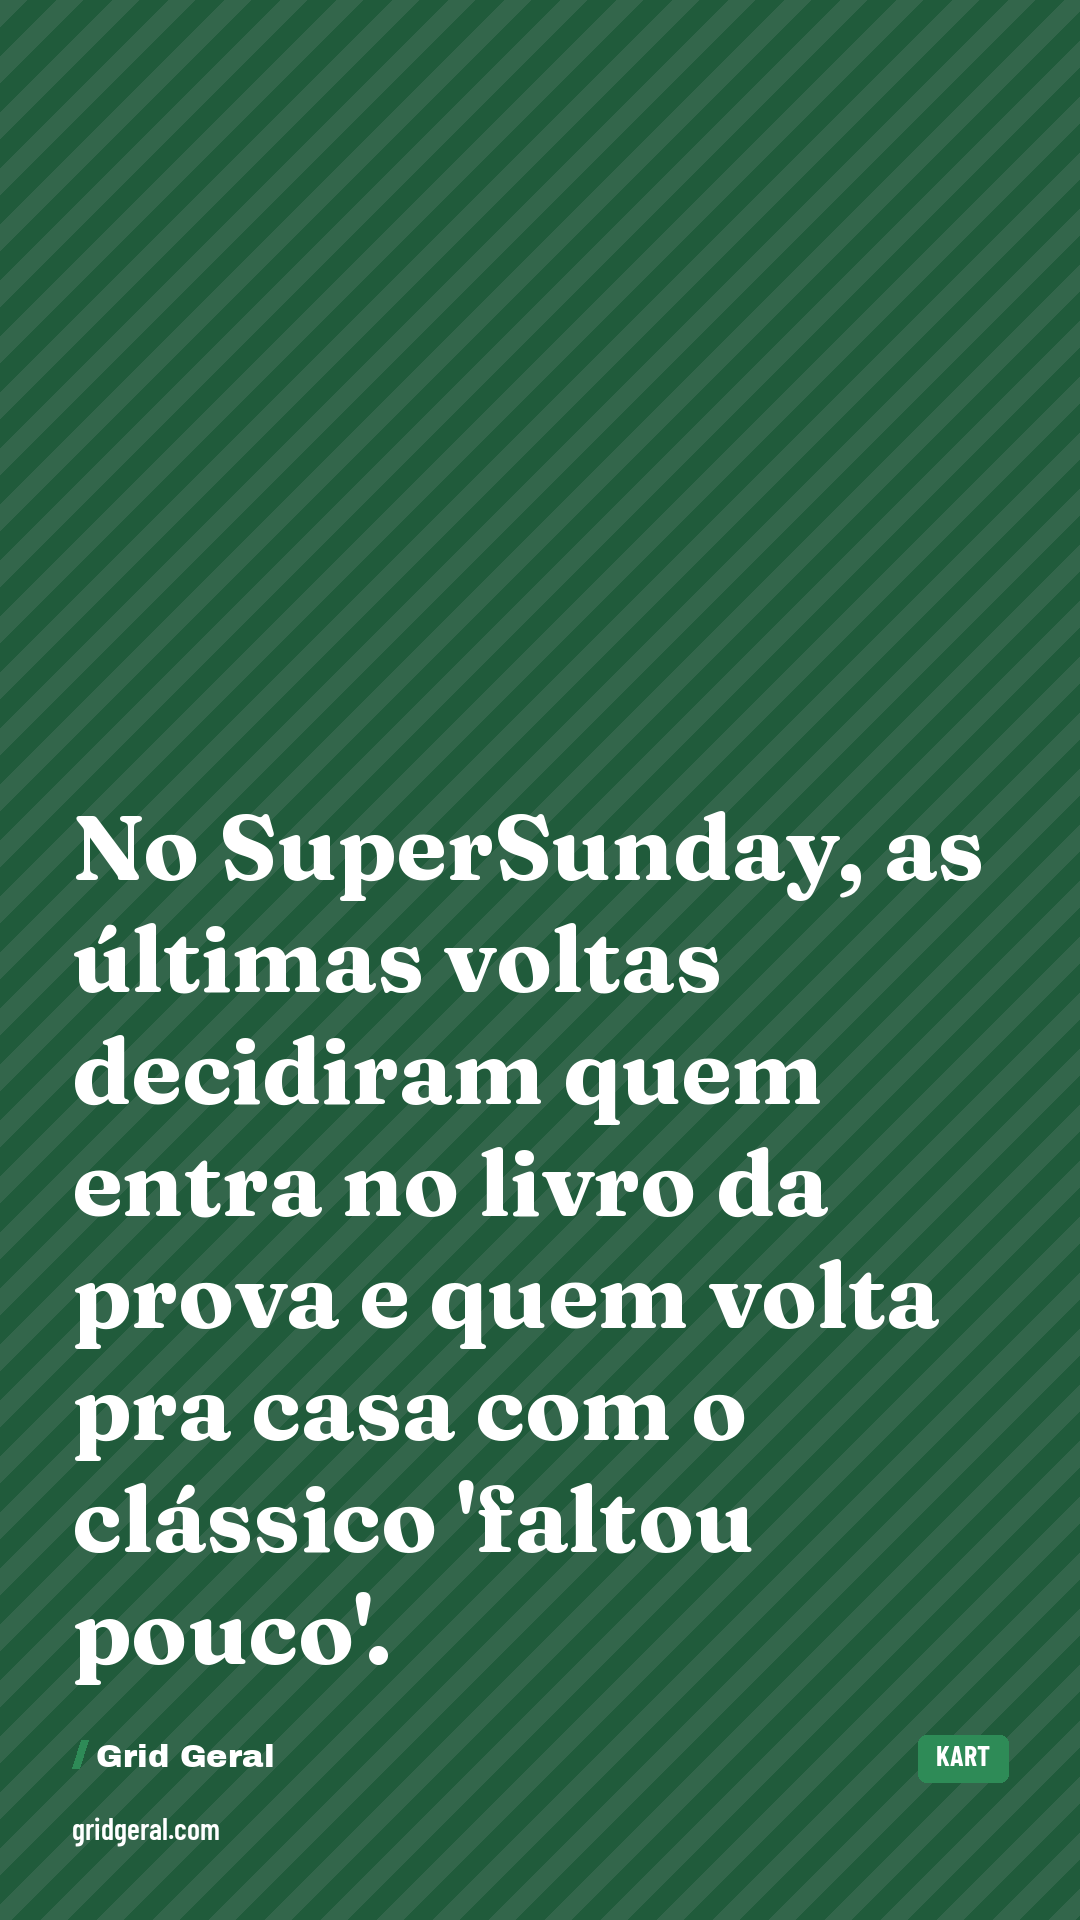 No SuperSunday, as
últimas voltas
decidiram quem
entra no livro da
prova e quem volta
pra casa com o
clássico 'faltou
pouco'.
/ Grid Geral
KART
gridgeral.com